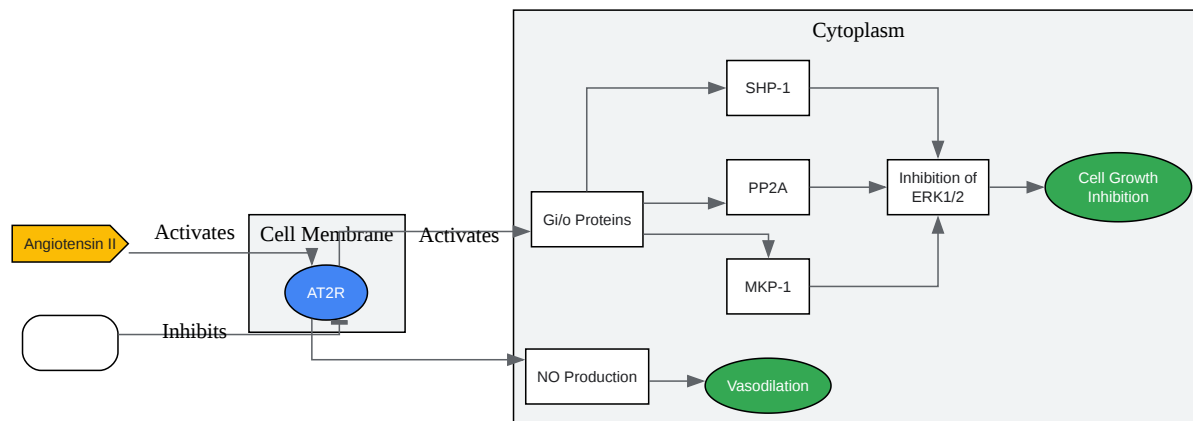 Cytoplasm
SHP-1
Inhibition of
ERK1/2
PP2A
Cell Growth
Inhibition
Gi/o Proteins
Activates
Cell Membrane
Activates
Angiotensin II
AT2R
MKP-1
Inhibits
NO Production
Vasodilation